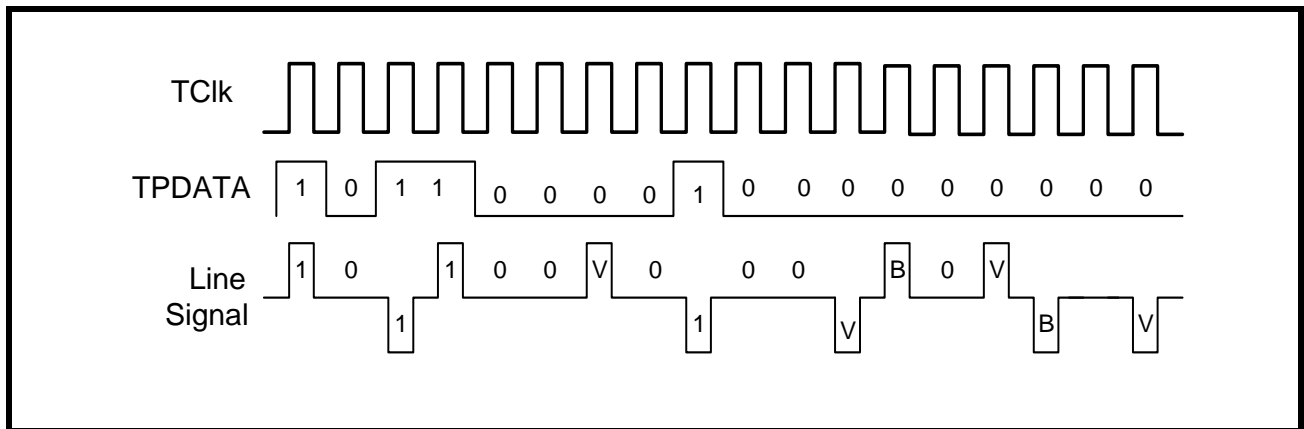 TClk
TPDATA 1 0 1 1 0 0 0 0 1 0 0 0 0 0 0 0 0 0
Line 1 0 1 0 0 V 0 0 0 B 0 V
Signal 1 1 V B V